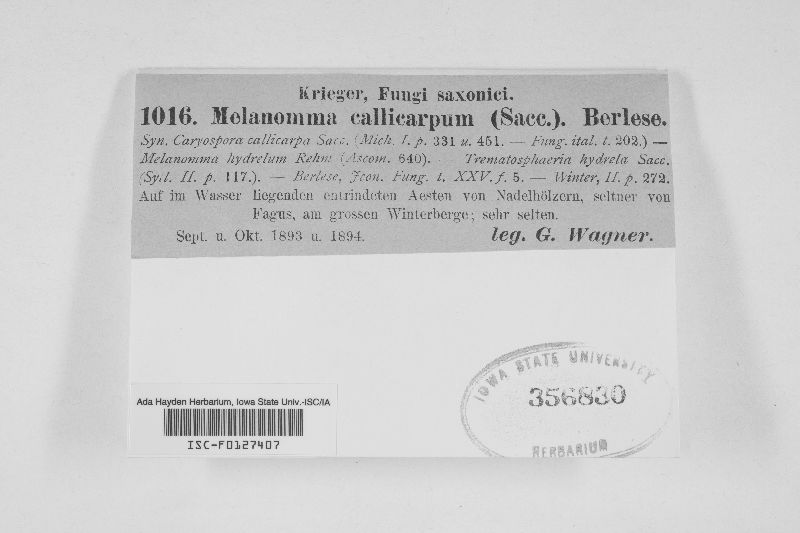 Krieger, Fungi saxonici.
1016. Melanomma callicarpum (Sacc.). Berlese.
Syn. Caryospora callicarpa Sacc. (Mich. I. p. 331 u. 451. — Fung. ital. t. 202.) —
Melanomma hydrelum Rehm (Ascom. 640). — Trematosphaeria hydrela Sacc.
(Syl. II. p. 117.). — Berlese, Jcon. Fung. t. XXV. f. 5. — Winter, II. p. 272.
Auf im Wasser liegenden entrindeten Aesten von Nadelhölzern, seltner von
Fagus, am grossen Winterberge; sehr selten.
Sept. u. Okt. 1893 u. 1894. leg. G. Wagner.
IOWA STATE UNIVERSITY
356830
HERBARIUM
Ada Hayden Herbarium, Iowa State Univ.-ISC/IA
ISC-F0127407